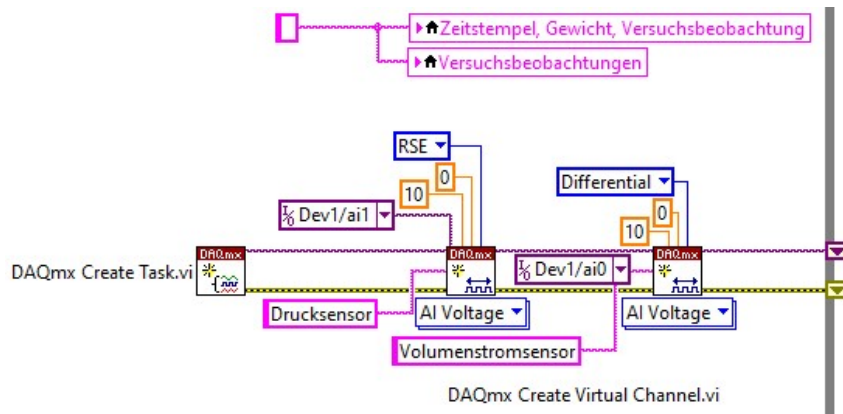 Zeitstempel, Gewicht, Versuchsbeobachtung
Versuchsbeobachtungen
RSE
0
10
Dev1/ai1
Differential
0
10
DAQmx Create Task.vi
DAQmx
DAQmx
Dev1/ai0
DAQmx
Drucksensor
AI Voltage
AI Voltage
Volumenstromsensor
DAQmx Create Virtual Channel.vi